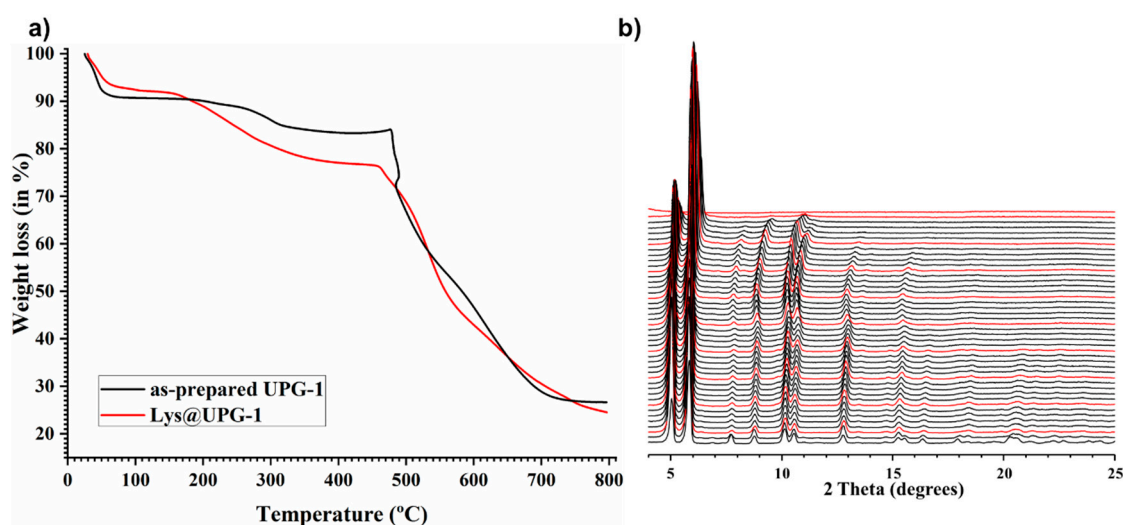 a)
100
90
80
70
60
50
40
30
20
Weight loss (in %)
as-prepared UPG-1
Lys@UPG-1
0 100 200 300 400 500 600 700 800
Temperature (ºC)
b)
5 10 15 20 25
2 Theta (degrees)